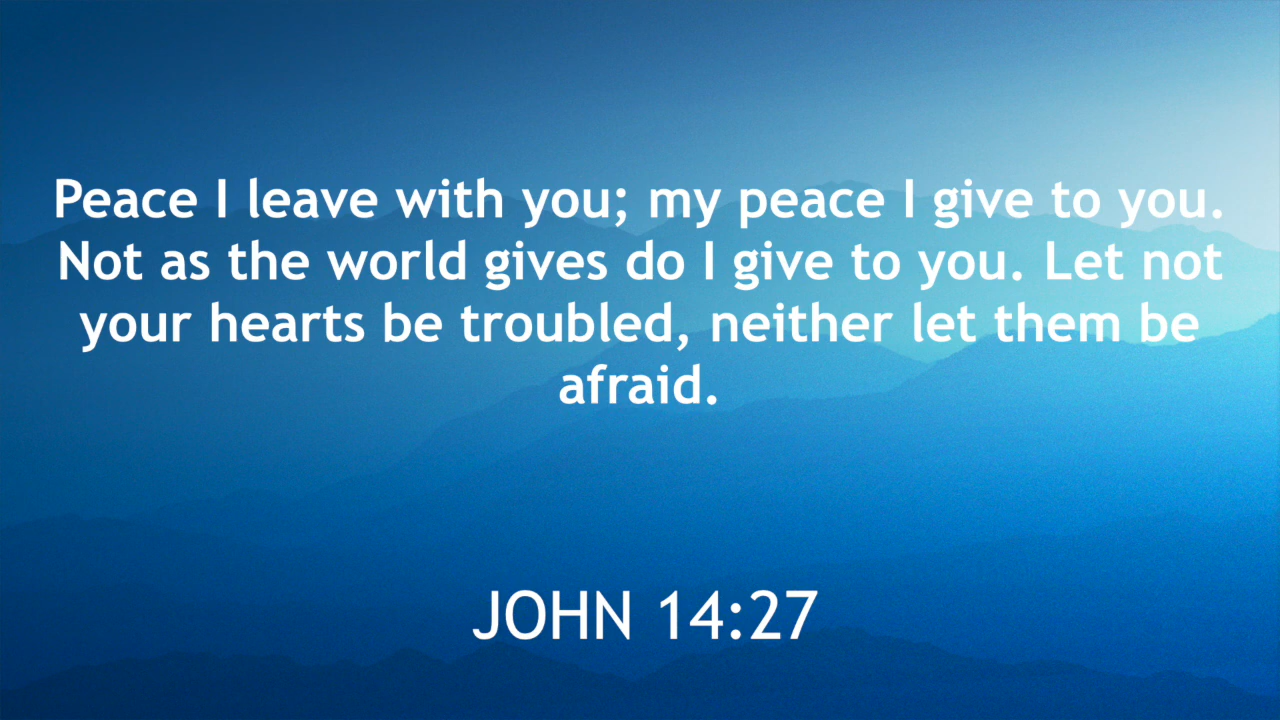 Peace I leave with you; my peace I give to you.
Not as the world gives do I give to you. Let not
your hearts be troubled, neither let them be
afraid.
JOHN 14:27